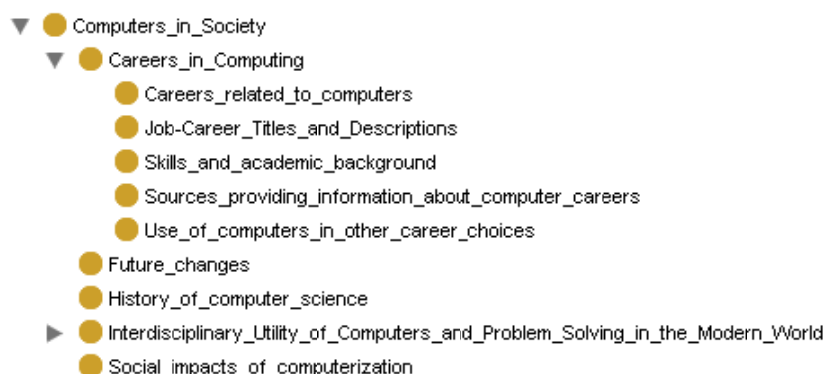 Computers_in_Society
Careers_in_Computing
Careers_related_to_computers
Job-Career_Titles_and_Descriptions
Skills_and_academic_background
Sources_providing_information_about_computer_careers
Use_of_computers_in_other_career_choices
Future_changes
History_of_computer_science
Interdisciplinary_Utility_of_Computers_and_Problem_Solving_in_the_Modern_World
Social_impacts_of_computerization